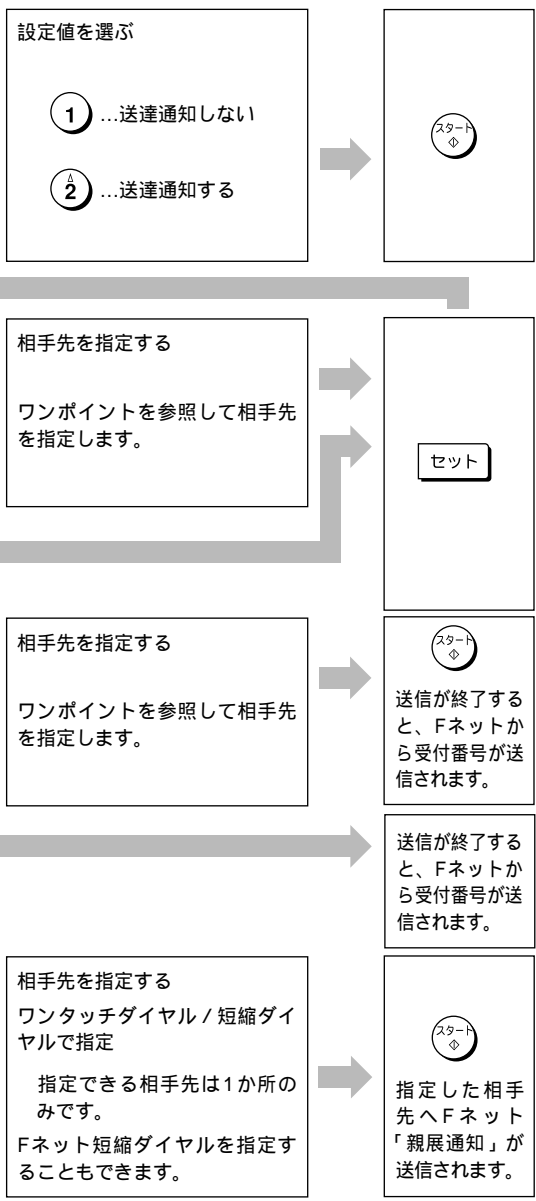 設定値を選ぶ
1 …送達通知しない
2 …送達通知する
スタート
相手先を指定する
ワンポイントを参照して相手先
を指定します。
セット
相手先を指定する
ワンポイントを参照して相手先
を指定します。
スタート
送信が終了する
と、Fネットか
ら受付番号が送
信されます。
送信が終了する
と、Fネットか
ら受付番号が送
信されます。
相手先を指定する
ワンタッチダイヤル / 短縮ダイ
ヤルで指定
指定できる相手先は1か所の
みです。
Fネット短縮ダイヤルを指定す
ることもできます。
スタート
指定した相手
先へFネット
「親展通知」が
送信されます。